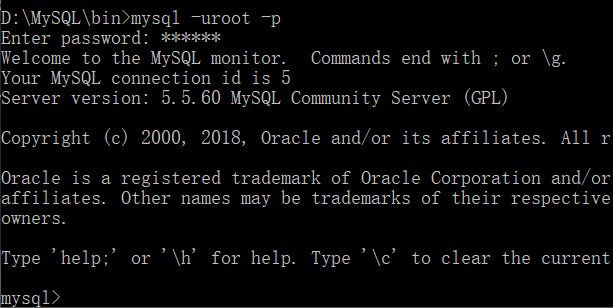 D:\MySQL\bin>mysql -uroot -p
Enter password: ******
Welcome to the MySQL monitor.  Commands end with ; or \g.
Your MySQL connection id is 5
Server version: 5.5.60 MySQL Community Server (GPL)
Copyright (c) 2000, 2018, Oracle and/or its affiliates. All r
Oracle is a registered trademark of Oracle Corporation and/or
affiliates. Other names may be trademarks of their respective
owners.
Type 'help;' or '\h' for help. Type '\c' to clear the current
mysql>